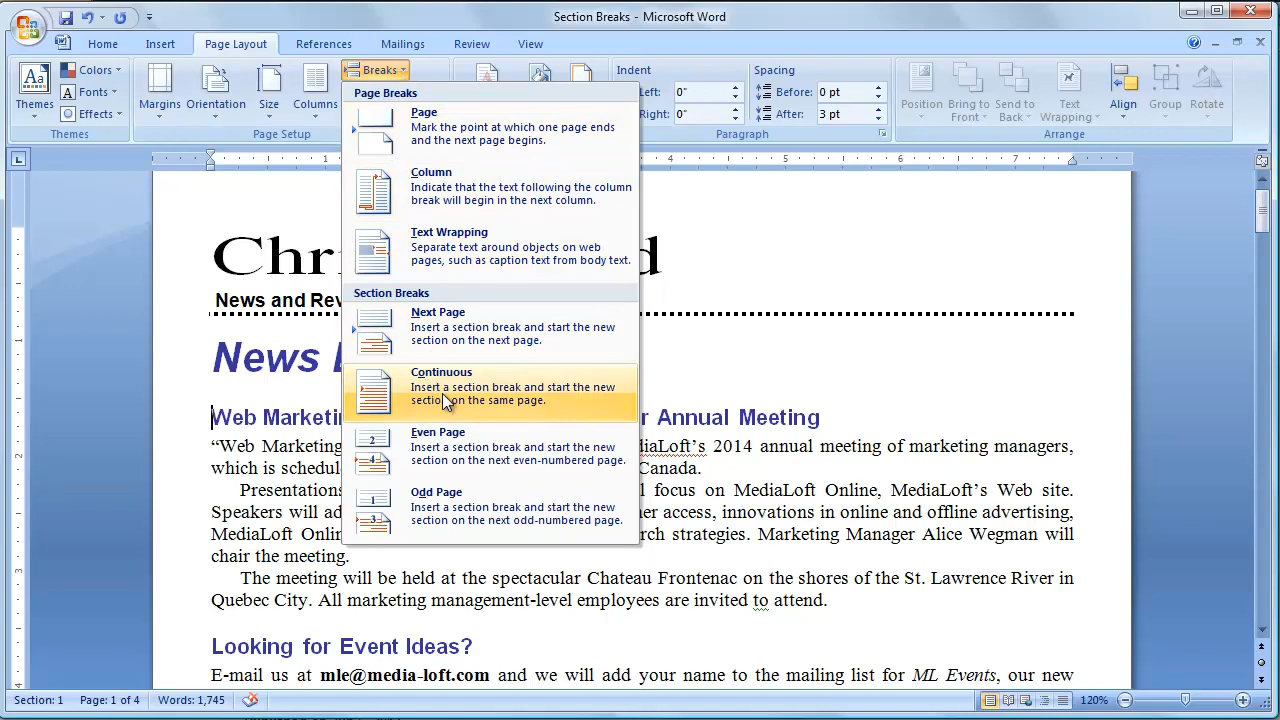 Section Breaks - Microsoft Word
Home Insert Page Layout References Mailings Review View
Themes
Colors
Fonts
Effects
Themes
Margins Orientation Size Columns
Breaks
Page Setup
Indent
Left: 0"
Right: 0"
Spacing
Before: 0 pt
After: 3 pt
Paragraph
Position Bring to Front Send to Back Text Wrapping Align Group Rotate
Arrange
Page Breaks
Page
Mark the point at which one page ends
and the next page begins.
Column
Indicate that the text following the column
break will begin in the next column.
Text Wrapping
Separate text around objects on web
pages, such as caption text from body text.
Section Breaks
Next Page
Insert a section break and start the new
section on the next page.
Continuous
Insert a section break and start the new
section on the same page.
Even Page
Insert a section break and start the new
section on the next even-numbered page.
Odd Page
Insert a section break and start the new
section on the next odd-numbered page.
1 4 5 6 7
News and
News
Web r Annual Meeting
“Web Marketing 2014 annual meeting of marketing managers,
which is Canada.
Presentations focus on MediaLoft Online, MediaLoft’s Web site.
Speakers will access, innovations in online and offline advertising,
MediaLoft strategies. Marketing Manager Alice Wegman will
chair the meeting.
The meeting will be held at the spectacular Chateau Frontenac on the shores of the St. Lawrence River in
Quebec City. All marketing management-level employees are invited to attend.
Looking for Event Ideas?
E-mail us at mle@media-loft.com and we will add your name to the mailing list for ML Events, our new
Section: 1 Page: 1 of 4 Words: 1,745 120%